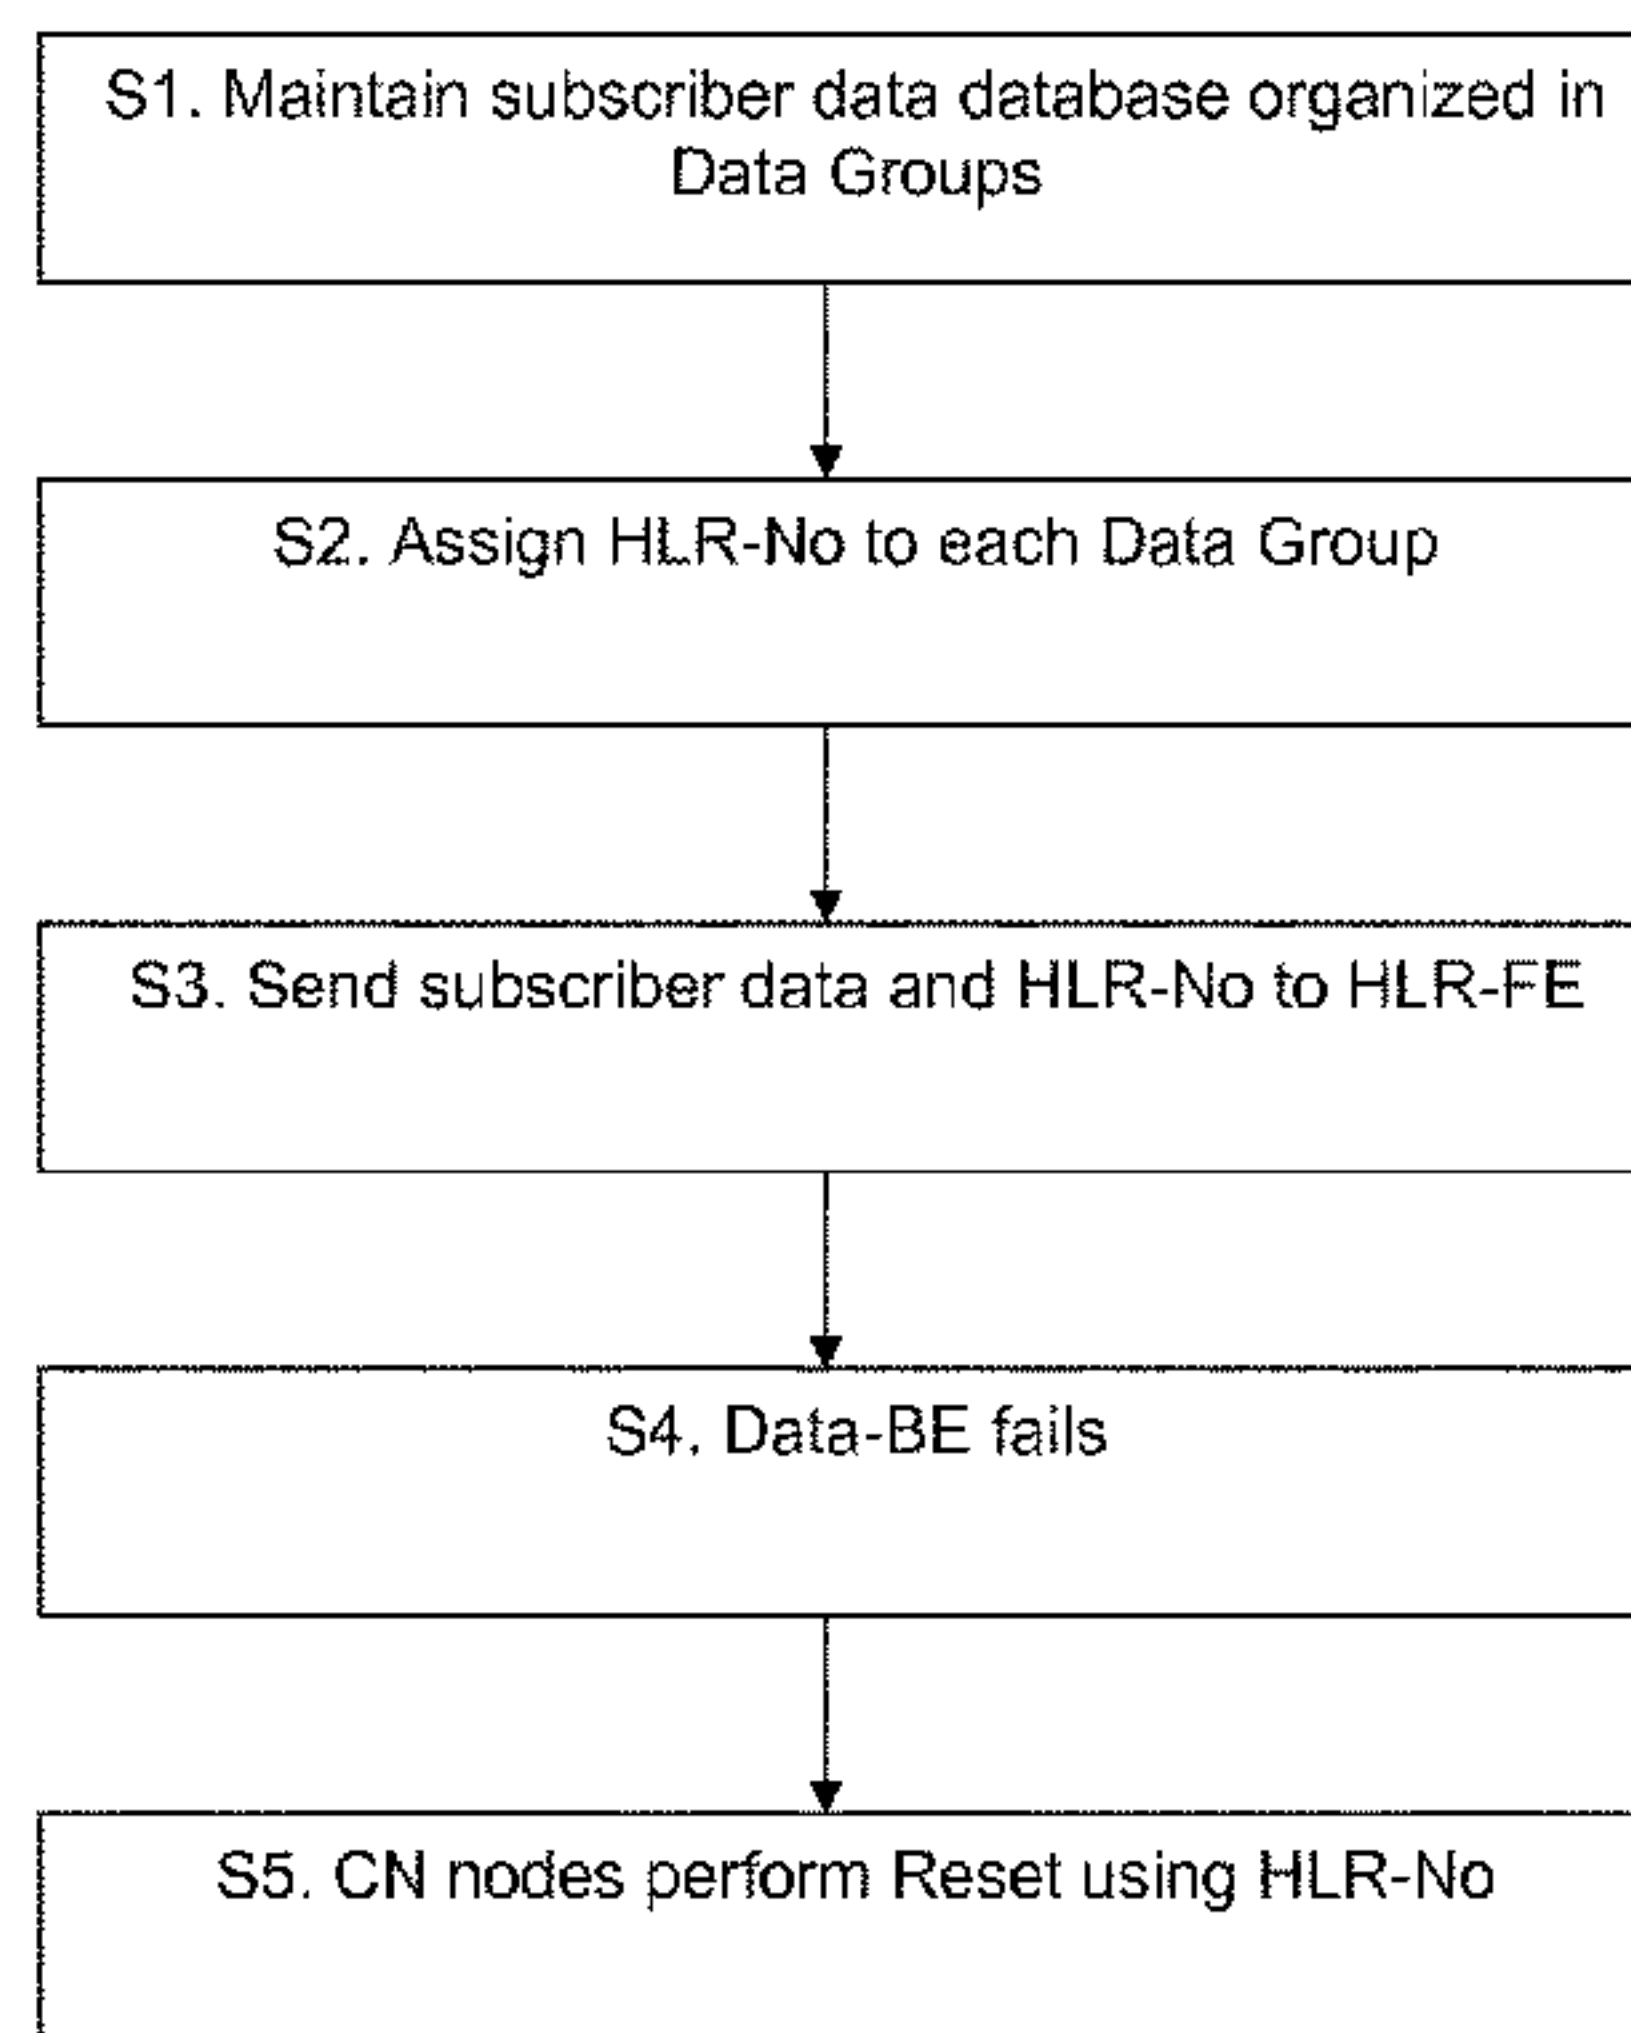 S1. Maintain subscriber data database organized in
Data Groups
S2. Assign HLR-No to each Data Group
S3. Send subscriber data and HLR-No to HLR-FE
S4. Data-BE fails
S5. CN nodes perform Reset using HLR-No